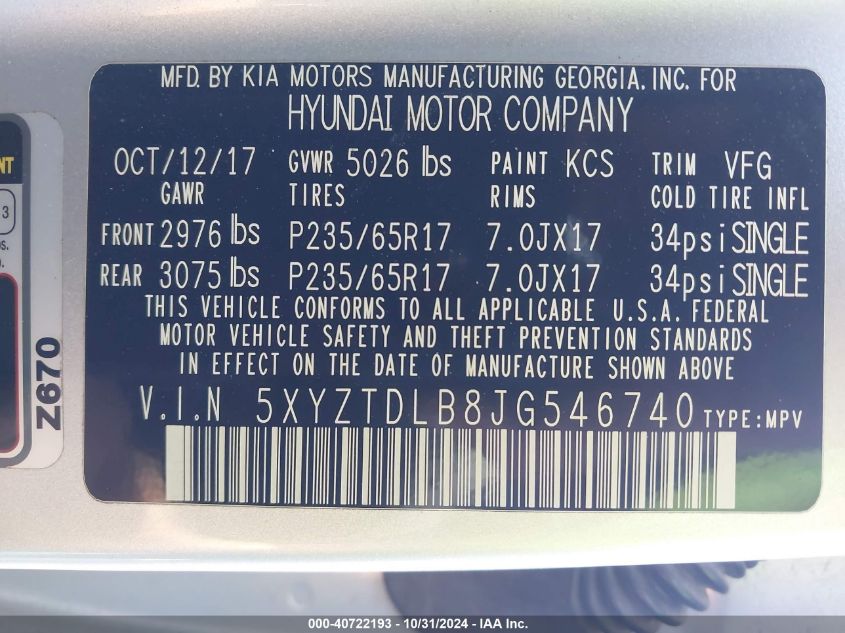 MFD. BY KIA MOTORS MANUFACTURING GEORGIA, INC. FOR
HYUNDAI MOTOR COMPANY
OCT/12/17 GVWR 5026 lbs PAINT KCS TRIM VFG
GAWR TIRES RIMS COLD TIRE INFL
FRONT 2976 lbs P235/65R17 7.0JX17 34psi SINGLE
REAR 3075 lbs P235/65R17 7.0JX17 34psi SINGLE
THIS VEHICLE CONFORMS TO ALL APPLICABLE U.S.A. FEDERAL
MOTOR VEHICLE SAFETY AND THEFT PREVENTION STANDARDS
IN EFFECT ON THE DATE OF MANUFACTURE SHOWN ABOVE
V.I.N 5XYZTDLB8JG546740 TYPE:MPV
3
Z670
000-40722193 - 10/31/2024 - IAA Inc.